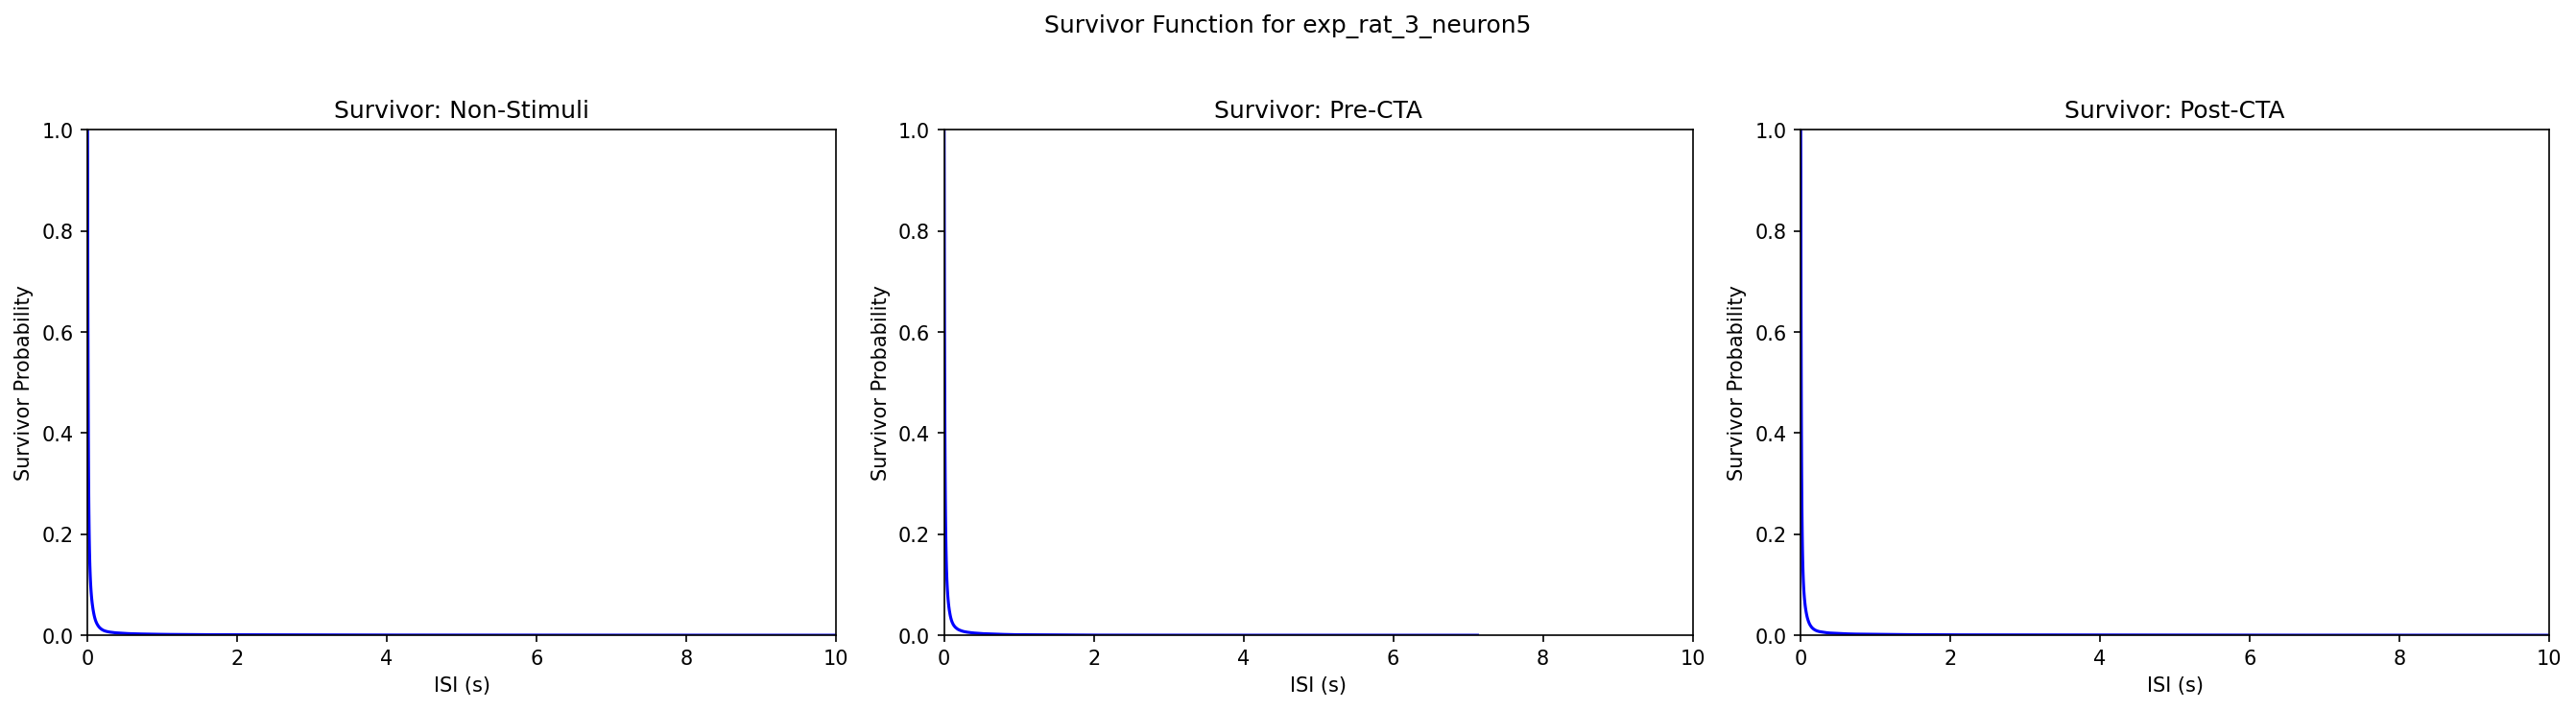 Survivor Function for exp_rat_3_neuron5
Survivor: Non-Stimuli
Survivor Probability
1.0
0.8
0.6
0.4
0.2
0.0
0 2 4 6 8 10
ISI (s)
Survivor: Pre-CTA
Survivor Probability
1.0
0.8
0.6
0.4
0.2
0.0
0 2 4 6 8 10
ISI (s)
Survivor: Post-CTA
Survivor Probability
1.0
0.8
0.6
0.4
0.2
0.0
0 2 4 6 8 10
ISI (s)